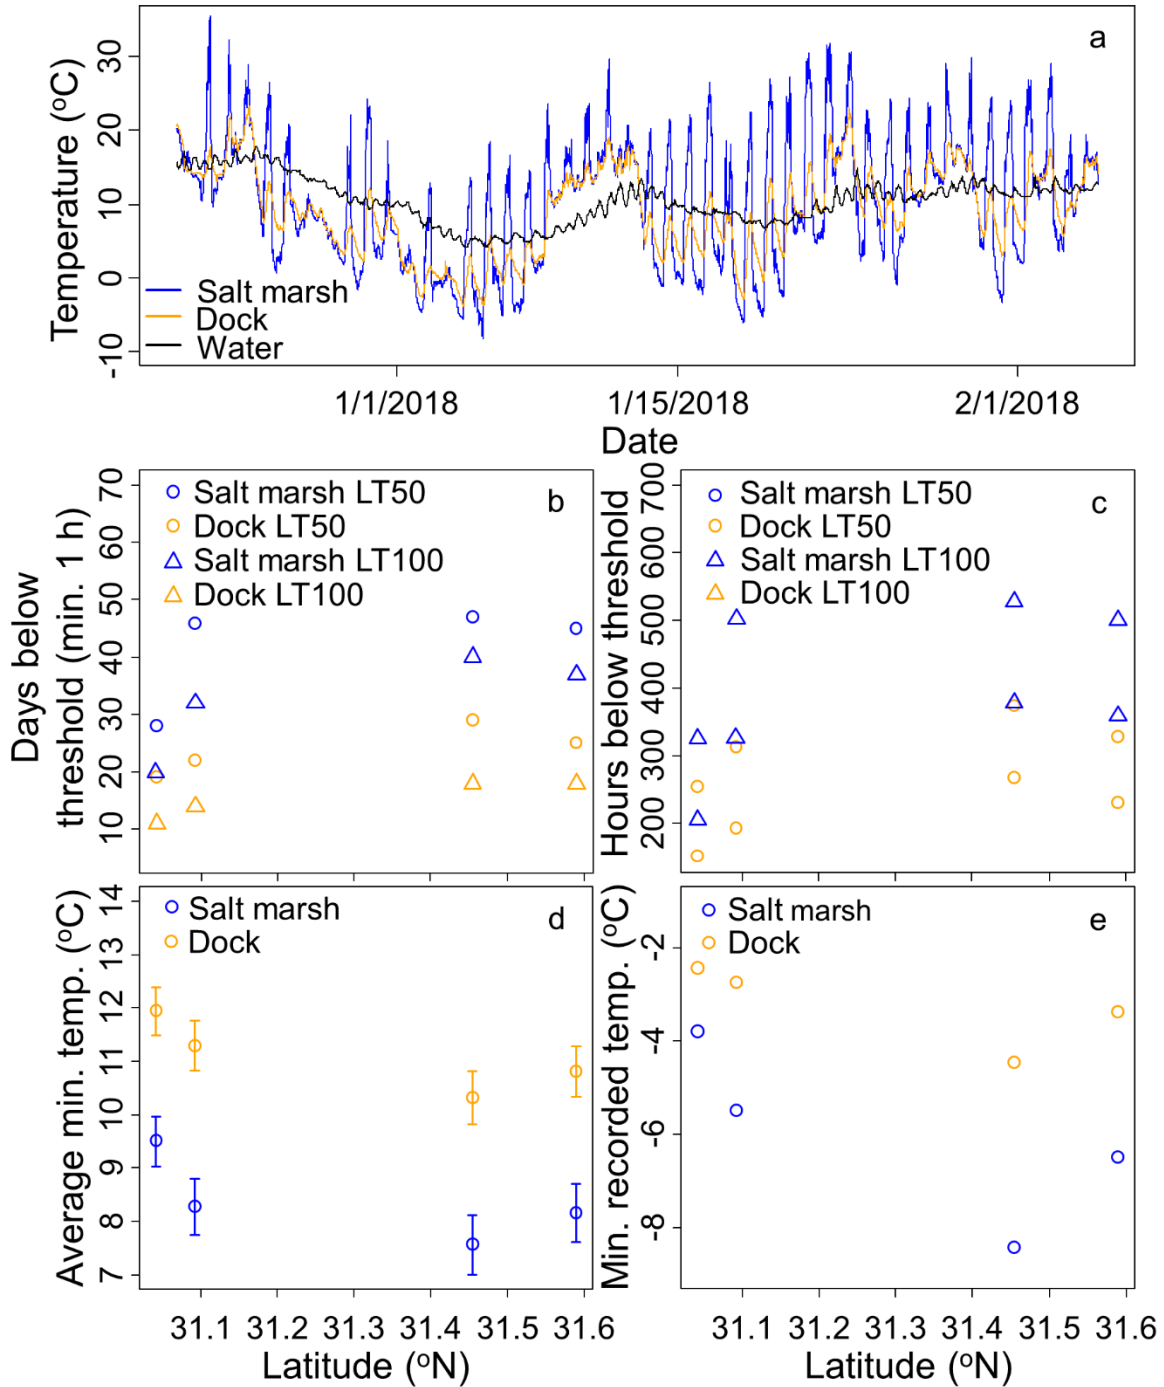 a
Temperature (°C)
30
20
10
0
-10
Salt marsh
Dock
Water
1/1/2018
1/15/2018
2/1/2018
Date
b
Days below
threshold (min. 1 h)
70
60
50
40
30
20
10
Salt marsh LT50
Dock LT50
Salt marsh LT100
Dock LT100
c
Hours below threshold
700
600
500
400
300
200
Salt marsh LT50
Dock LT50
Salt marsh LT100
Dock LT100
d
Average min. temp. (°C)
14
13
12
11
10
9
8
7
Salt marsh
Dock
31.1
31.2
31.3
31.4
31.5
31.6
Latitude (°N)
e
Min. recorded temp. (°C)
-2
-4
-6
-8
Salt marsh
Dock
31.1
31.2
31.3
31.4
31.5
31.6
Latitude (°N)